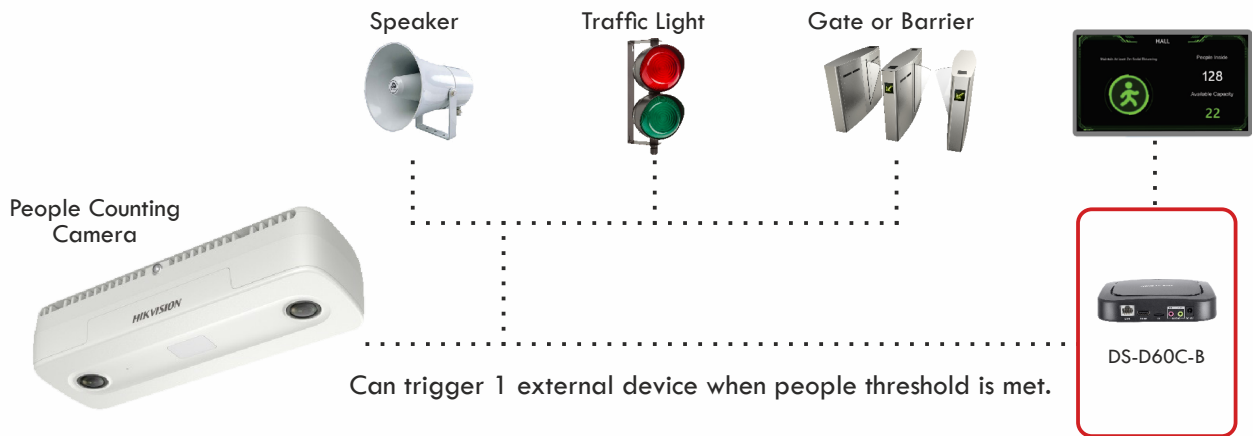 Speaker
Traffic Light
Gate or Barrier
HALL
People Inside
128
Available Capacity
22
People Counting
Camera
HIKVISION
DS-D60C-B
Can trigger 1 external device when people threshold is met.